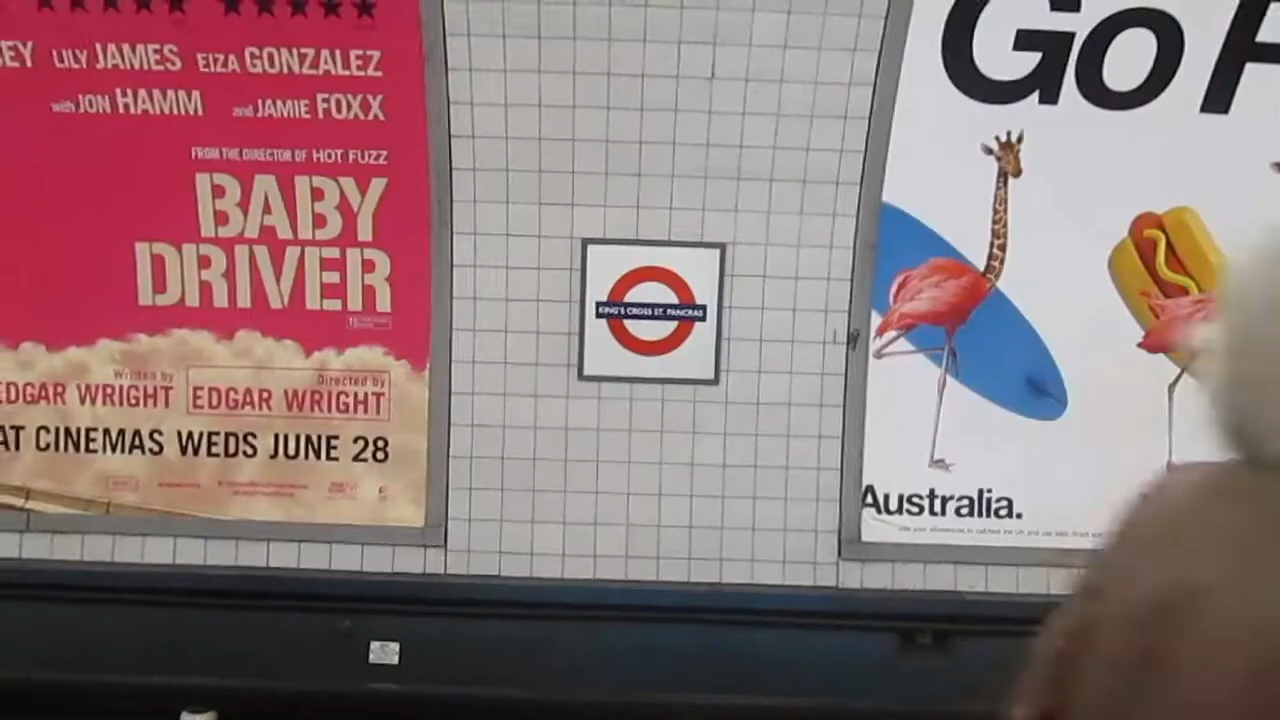 EY LILY JAMES EIZA GONZALEZ
with JON HAMM and JAMIE FOXX
FROM THE DIRECTOR OF HOT FUZZ
BABY
DRIVER
Written by
EDGAR WRIGHT
Directed by
EDGAR WRIGHT
AT CINEMAS WEDS JUNE 28
KING'S CROSS ST. PANCRAS
Go
Australia.